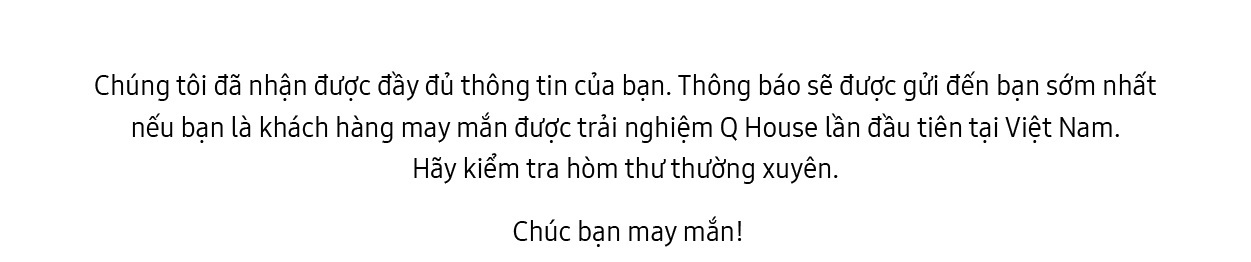 Chúng tôi đã nhận được đầy đủ thông tin của bạn. Thông báo sẽ được gửi đến bạn sớm nhất
nếu bạn là khách hàng may mắn được trải nghiệm Q House lần đầu tiên tại Việt Nam.
Hãy kiểm tra hòm thư thường xuyên.
Chúc bạn may mắn!